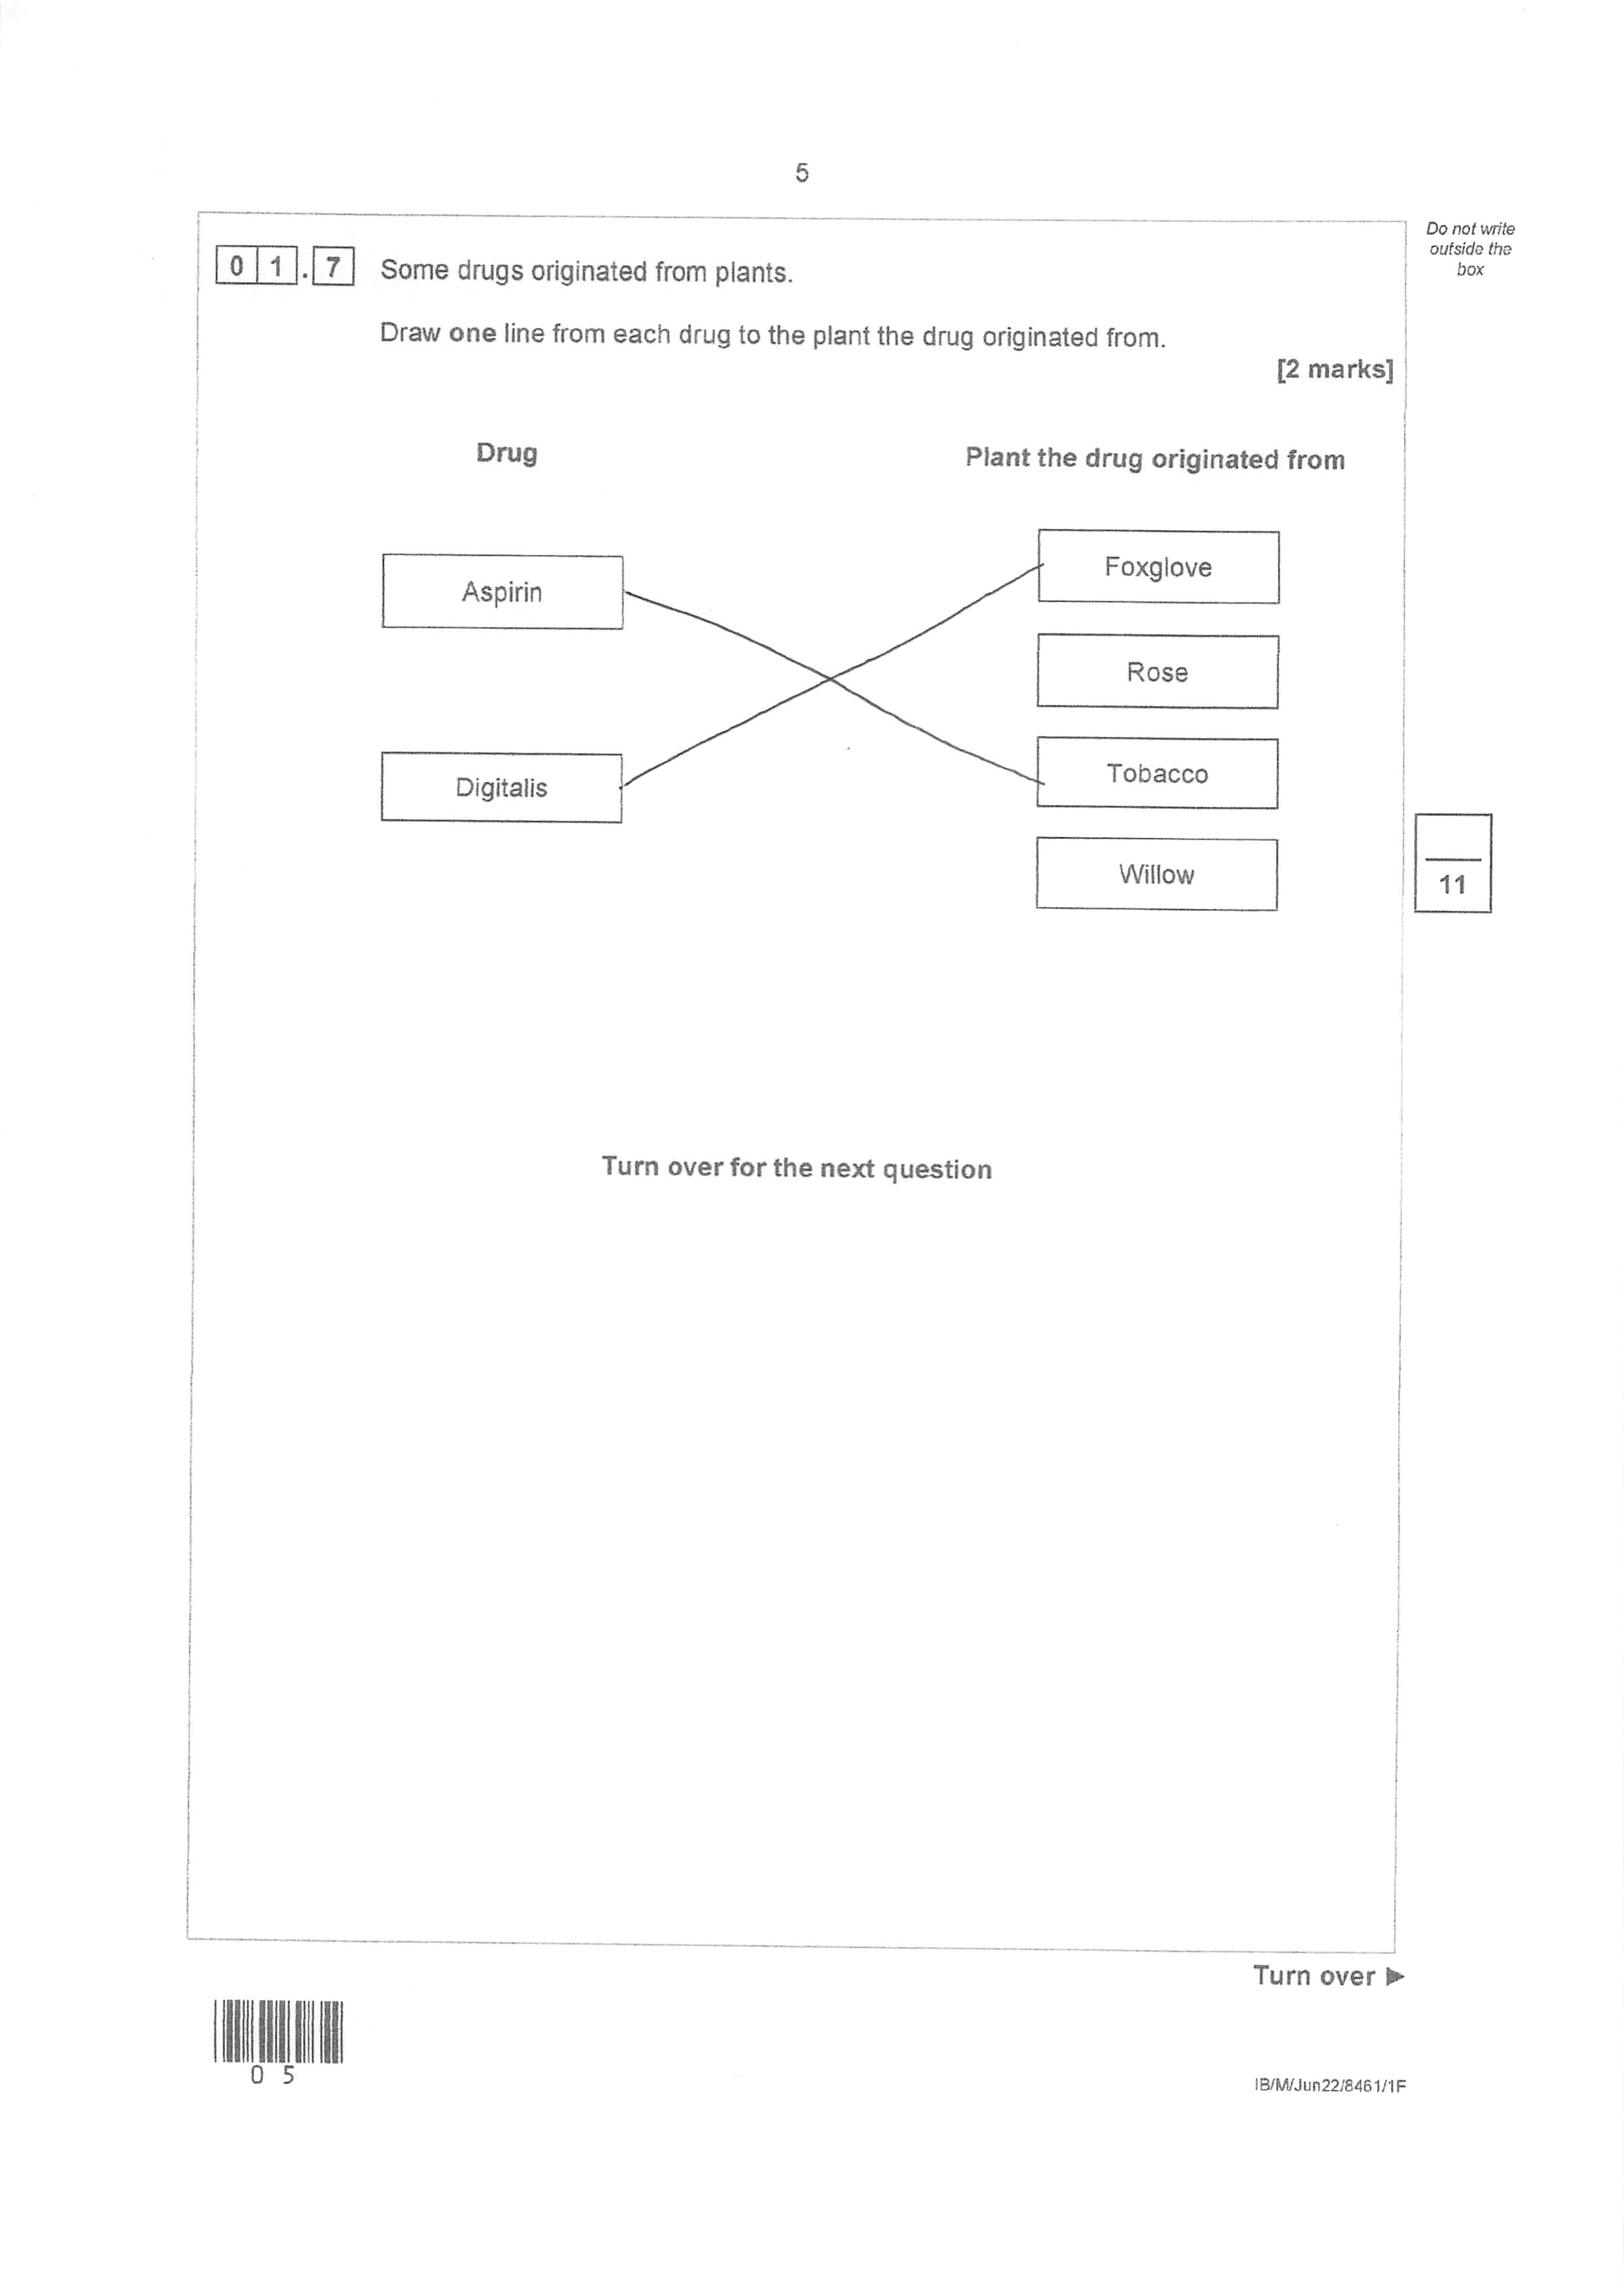 5
Do not write
outside the
box
0 1 . 7 Some drugs originated from plants.
Draw one line from each drug to the plant the drug originated from.
[2 marks]
Drug
Plant the drug originated from
Foxglove
Aspirin
Rose
Tobacco
Digitalis
Willow
11
Turn over for the next question
Turn over ►
0 5
IB/M/Jun22/8461/1F